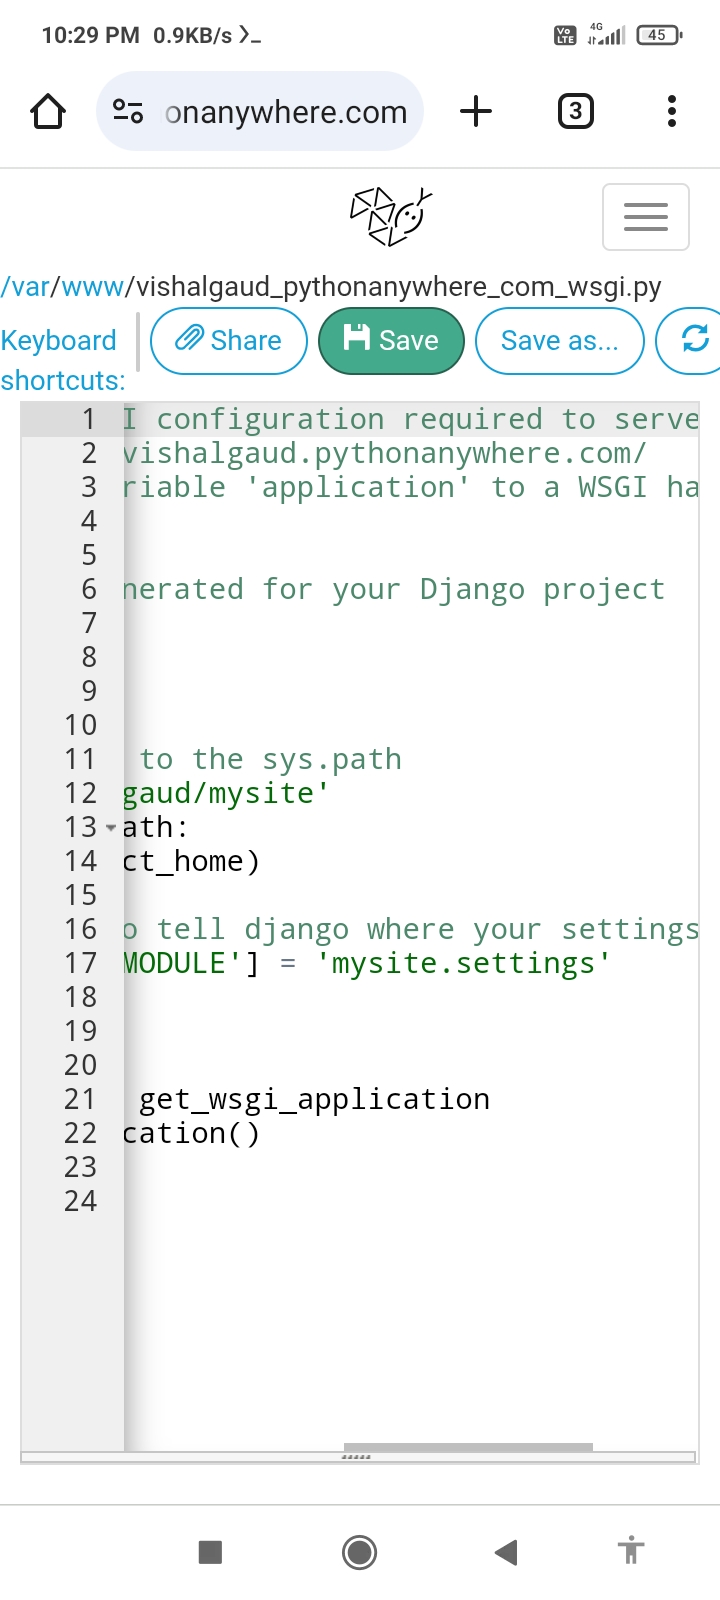 10:29 PM 0.9KB/s >_ Vo LTE 4G 45
onanywhere.com 3
/var/www/vishalgaud_pythonanywhere_com_wsgi.py
Keyboard shortcuts: Share Save Save as...
1 I configuration required to serve
2 vishalgaud.pythonanywhere.com/
3 riable 'application' to a WSGI ha
4
5
6 nerated for your Django project
7
8
9
10
11 to the sys.path
12 gaud/mysite'
13 ath:
14 ct_home)
15
16 o tell django where your settings
17 MODULE'] = 'mysite.settings'
18
19
20
21 get_wsgi_application
22 cation()
23
24